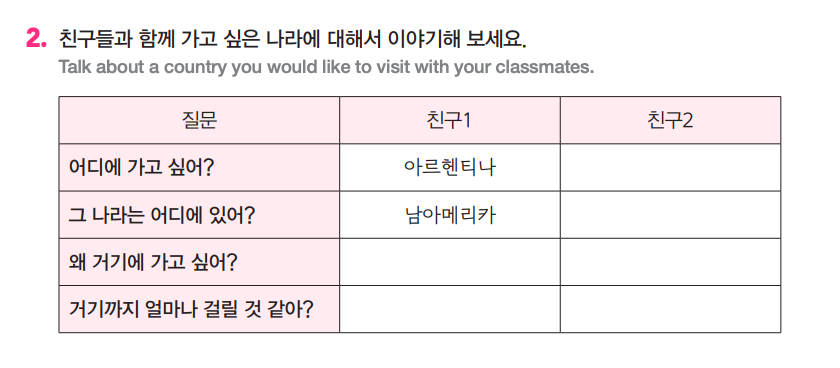 2. 친구들과 함께 가고 싶은 나라에 대해서 이야기해 보세요.
Talk about a country you would like to visit with your classmates.
질문 친구1 친구2
어디에 가고 싶어? 아르헨티나
그 나라는 어디에 있어? 남아메리카
왜 거기에 가고 싶어?
거기까지 얼마나 걸릴 것 같아?